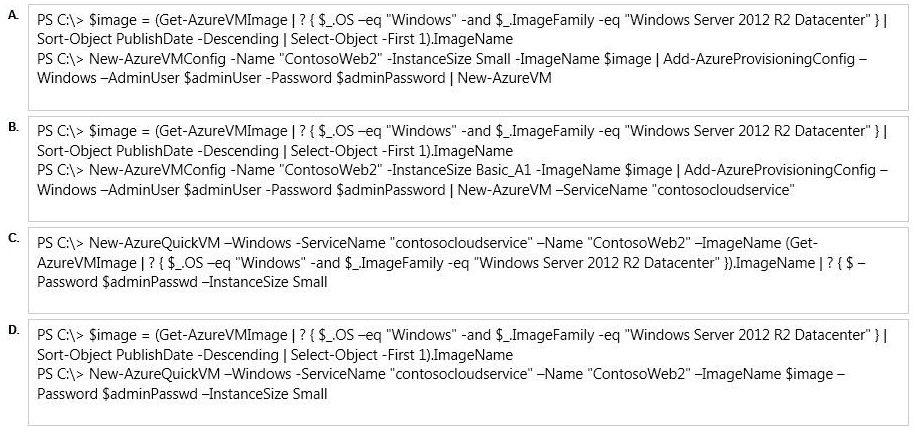 A. PS C:\> $image = (Get-AzureVMImage | ? { $_.OS –eq "Windows" -and $_.ImageFamily -eq "Windows Server 2012 R2 Datacenter" } |
Sort-Object PublishDate -Descending | Select-Object -First 1).ImageName
PS C:\> New-AzureVMConfig -Name "ContosoWeb2" -InstanceSize Small -ImageName $image | Add-AzureProvisioningConfig –
Windows –AdminUser $adminUser -Password $adminPassword | New-AzureVM
B. PS C:\> $image = (Get-AzureVMImage | ? { $_.OS –eq "Windows" -and $_.ImageFamily -eq "Windows Server 2012 R2 Datacenter" } |
Sort-Object PublishDate -Descending | Select-Object -First 1).ImageName
PS C:\> New-AzureVMConfig -Name "ContosoWeb2" -InstanceSize Basic_A1 -ImageName $image | Add-AzureProvisioningConfig –
Windows –AdminUser $adminUser -Password $adminPassword | New-AzureVM –ServiceName "contosocloudservice"
C. PS C:\> New-AzureQuickVM –Windows -ServiceName "contosocloudservice" –Name "ContosoWeb2" –ImageName (Get-
AzureVMImage | ? { $_.OS –eq "Windows" -and $_.ImageFamily -eq "Windows Server 2012 R2 Datacenter" }).ImageName | ? { $ –
Password $adminPasswd –InstanceSize Small
D. PS C:\> $image = (Get-AzureVMImage | ? { $_.OS –eq "Windows" -and $_.ImageFamily -eq "Windows Server 2012 R2 Datacenter" } |
Sort-Object PublishDate -Descending | Select-Object -First 1).ImageName
PS C:\> New-AzureQuickVM –Windows -ServiceName "contosocloudservice" –Name "ContosoWeb2" –ImageName $image –
Password $adminPasswd –InstanceSize Small